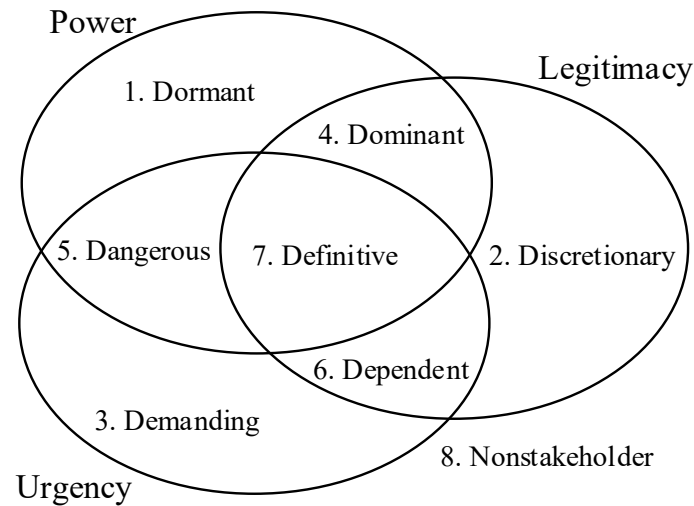 Power
Legitimacy
1. Dormant
4. Dominant
5. Dangerous
7. Definitive
2. Discretionary
6. Dependent
3. Demanding
8. Nonstakeholder
Urgency